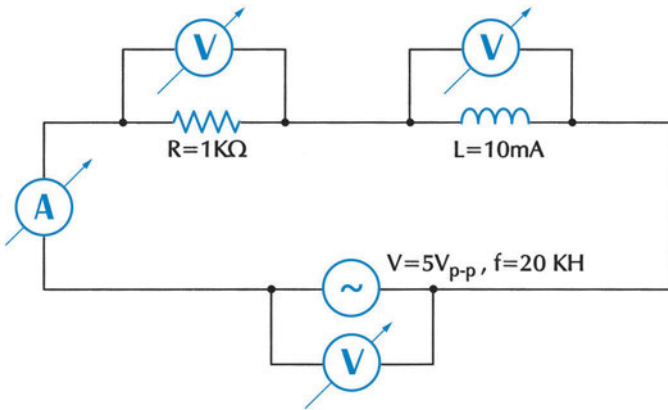 V
V
R=1KΩ
L=10mA
A
V=5Vp-p , f=20 KH
~
V